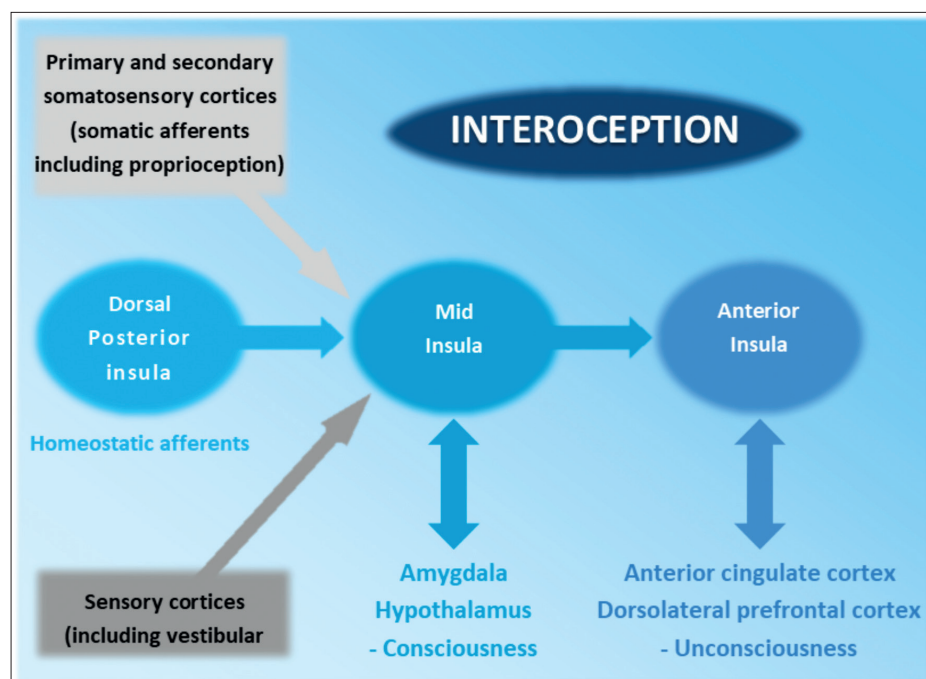 Primary and secondary
somatosensory cortices
(somatic afferents
including proprioception)
INTEROCEPTION
Dorsal
Posterior
insula
Mid
Insula
Anterior
Insula
Homeostatic afferents
Sensory cortices
(including vestibular
Amygdala
Hypothalamus
- Consciousness
Anterior cingulate cortex
Dorsolateral prefrontal cortex
- Unconsciousness